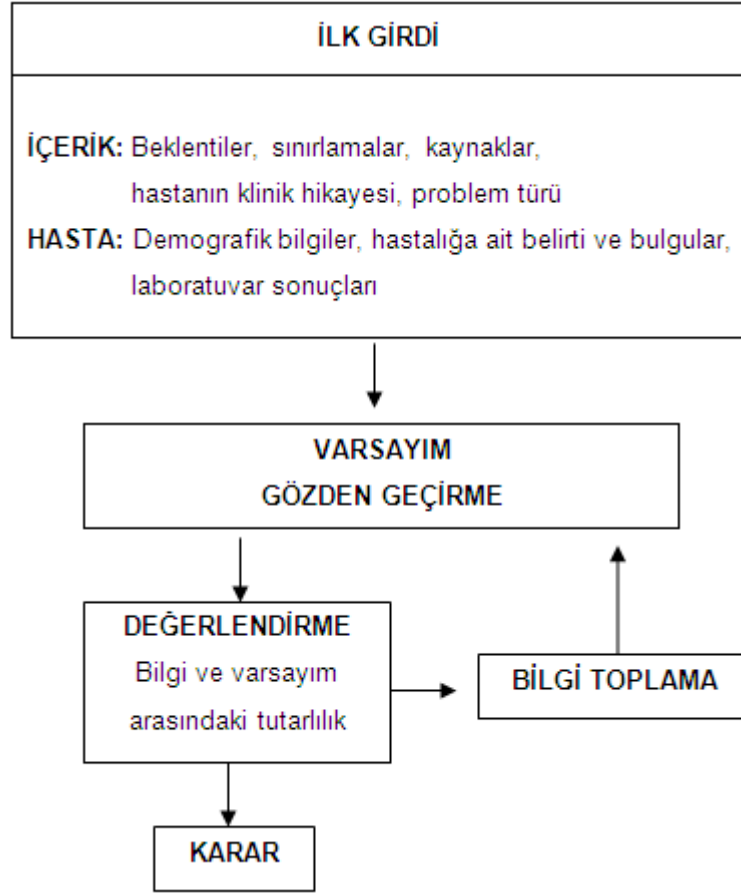 İLK GİRDİ
İÇERİK: Beklentiler, sınırlamalar, kaynaklar,
hastanın klinik hikayesi, problem türü
HASTA: Demografik bilgiler, hastalığa ait belirti ve bulgular,
laboratuvar sonuçları
VARSAYIM
GÖZDEN GEÇİRME
DEĞERLENDİRME
Bilgi ve varsayım
arasındaki tutarlılık
BİLGİ TOPLAMA
KARAR